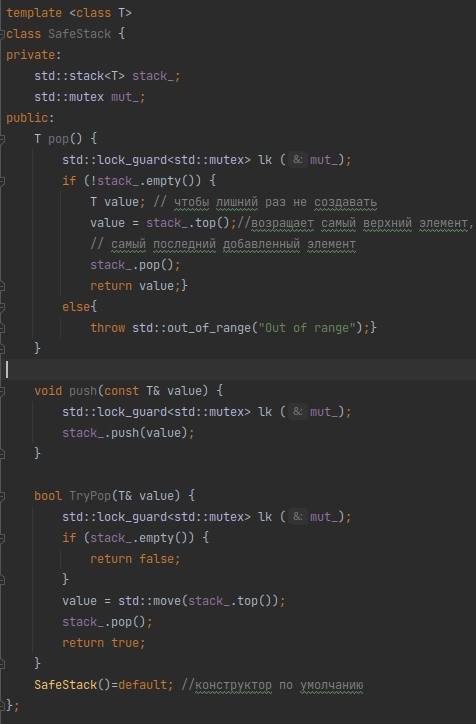 template <class T>
class SafeStack {
private:
    std::stack<T> stack_;
    std::mutex mut_;
public:
    T pop() {
        std::lock_guard<std::mutex> lk ( &: mut_);
        if (!stack_.empty()) {
            T value; // чтобы лишний раз не создавать
            value = stack_.top();//возращает самый верхний элемент,
            // самый последний добавленный элемент
            stack_.pop();
            return value;}
        else{
            throw std::out_of_range("Out of range");}
    }

    void push(const T& value) {
        std::lock_guard<std::mutex> lk ( &: mut_);
        stack_.push(value);
    }

    bool TryPop(T& value) {
        std::lock_guard<std::mutex> lk ( &: mut_);
        if (stack_.empty()) {
            return false;
        }
        value = std::move(stack_.top());
        stack_.pop();
        return true;
    }
    SafeStack()=default; //конструктор по умолчанию
};